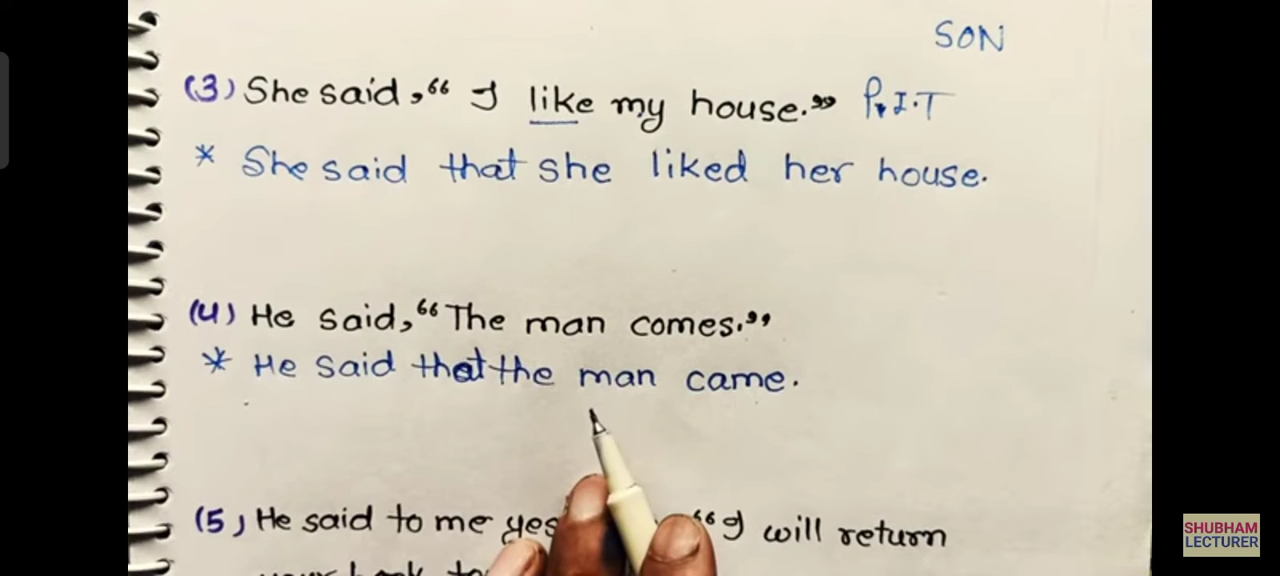 SON
(3) She said, “ I like my house.” P.I.T
* She said that she liked her house.
(4) He said, “The man comes.”
* He said that the man came.
(5) He said to me “I will return
SHUBHAM
LECTURER